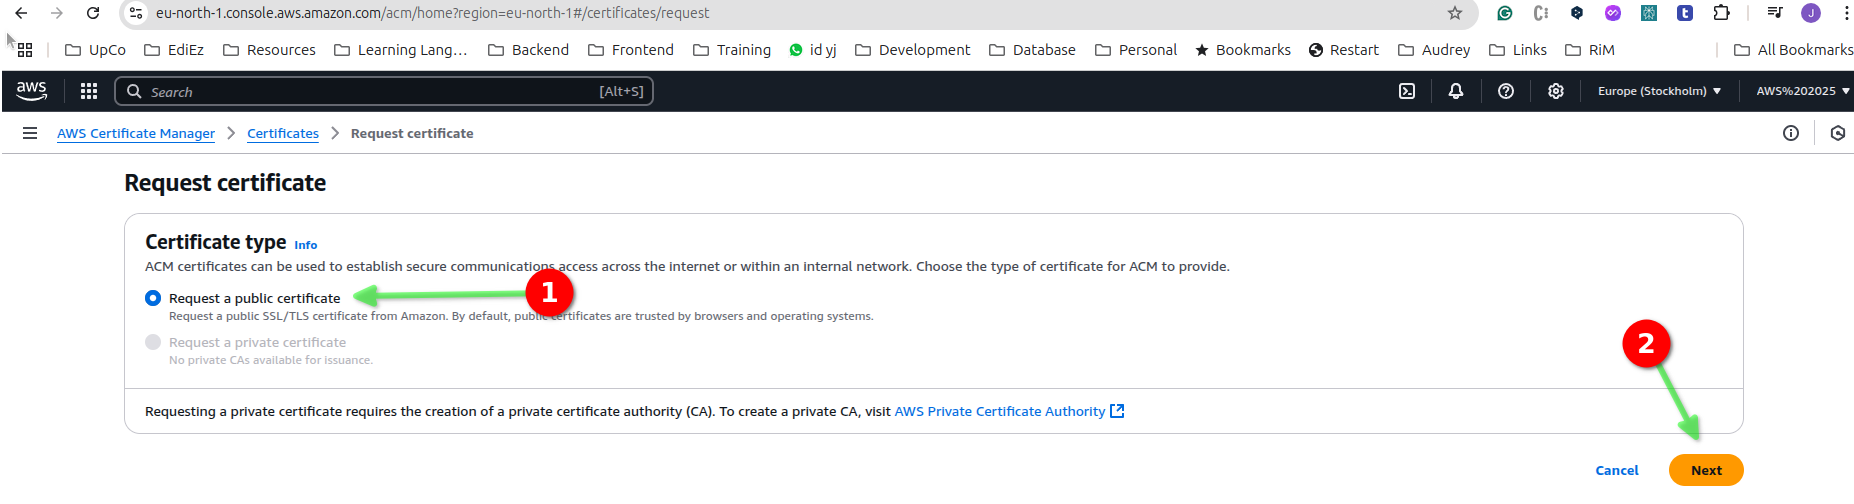 eu-north-1.console.aws.amazon.com/acm/home?region=eu-north-1#/certificates/request
J
UpCo EdiEz Resources Learning Lang... Backend Frontend Training id yj Development Database Personal Bookmarks Restart Audrey Links RiM All Bookmarks
aws Search [Alt+S] Europe (Stockholm) AWS%202025
AWS Certificate Manager > Certificates > Request certificate
Request certificate
Certificate type Info
ACM certificates can be used to establish secure communications access across the internet or within an internal network. Choose the type of certificate for ACM to provide.
Request a public certificate
1
Request a public SSL/TLS certificate from Amazon. By default, public certificates are trusted by browsers and operating systems.
Request a private certificate
2
No private CAs available for issuance.
Requesting a private certificate requires the creation of a private certificate authority (CA). To create a private CA, visit AWS Private Certificate Authority
Cancel Next